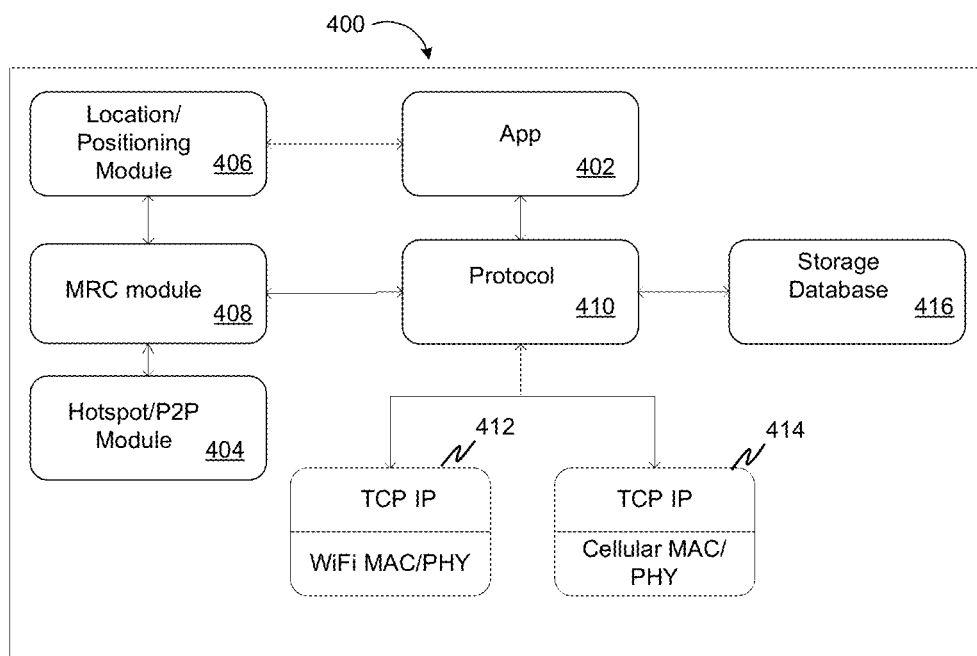 400
Location/
Positioning
Module
406
App
402
MRC module
408
Protocol
410
Storage
Database
416
Hotspot/P2P
Module
404
412
TCP IP
WiFi MAC/PHY
414
TCP IP
Cellular MAC/
PHY